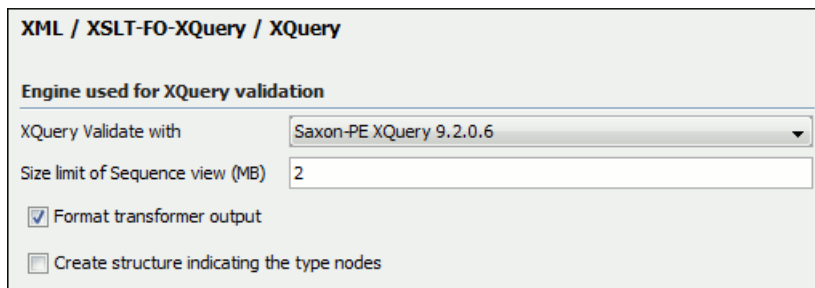 XML / XSLT-FO-XQuery / XQuery
Engine used for XQuery validation
XQuery Validate with Saxon-PE XQuery 9.2.0.6
Size limit of Sequence view (MB) 2
Format transformer output
Create structure indicating the type nodes